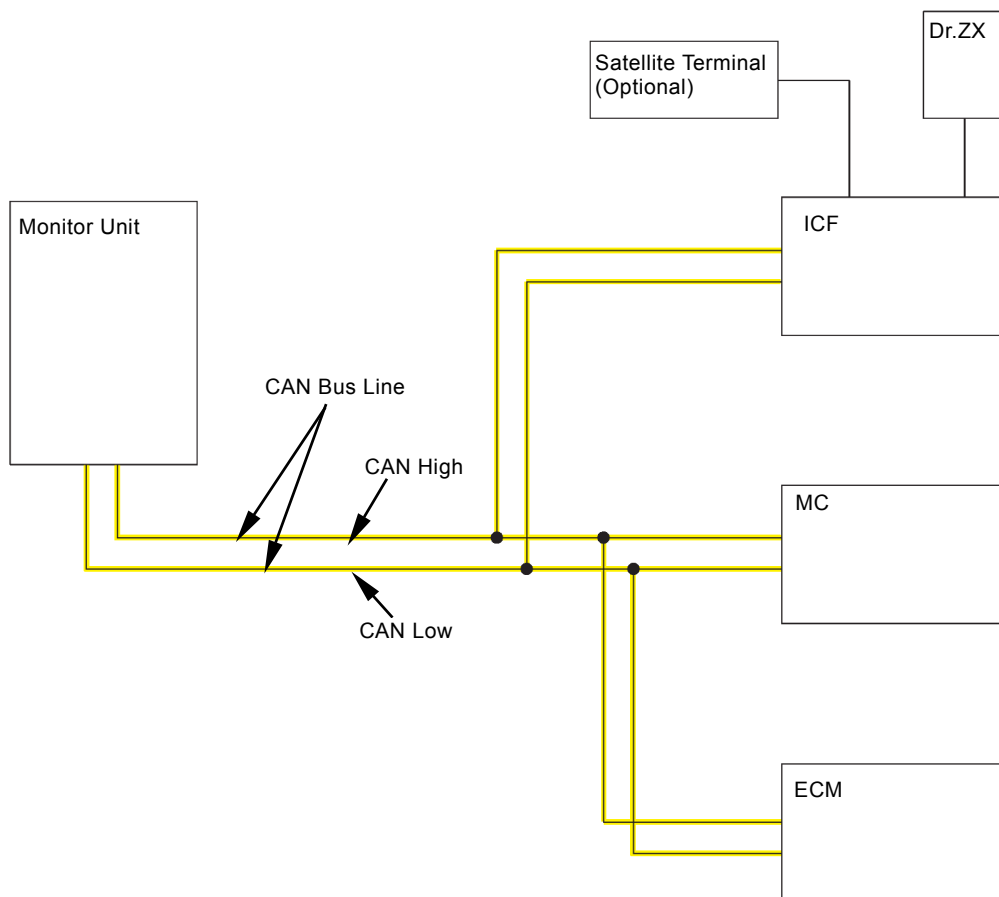 Dr.ZX
Satellite Terminal
(Optional)
Monitor Unit
ICF
CAN Bus Line
CAN High
MC
CAN Low
ECM